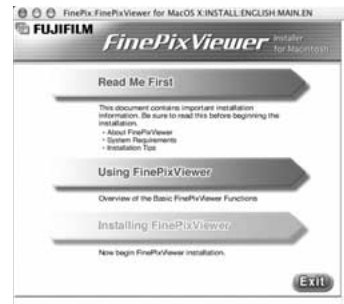 FinePix:FinePixViewer for MacOS X:INSTALL:ENGLISH:MAIN.EN
FUJIFILM
FinePixViewer Installer
for Macintosh
Read Me First
This document contains important installation
information. Be sure to read this before beginning the
installation.
- About FinePixViewer
- System Requirements
- Installation Tips
Using FinePixViewer
Overview of the Basic FinePixViewer Functions
Installing FinePixViewer
Now begin FinePixViewer installation.
Exit